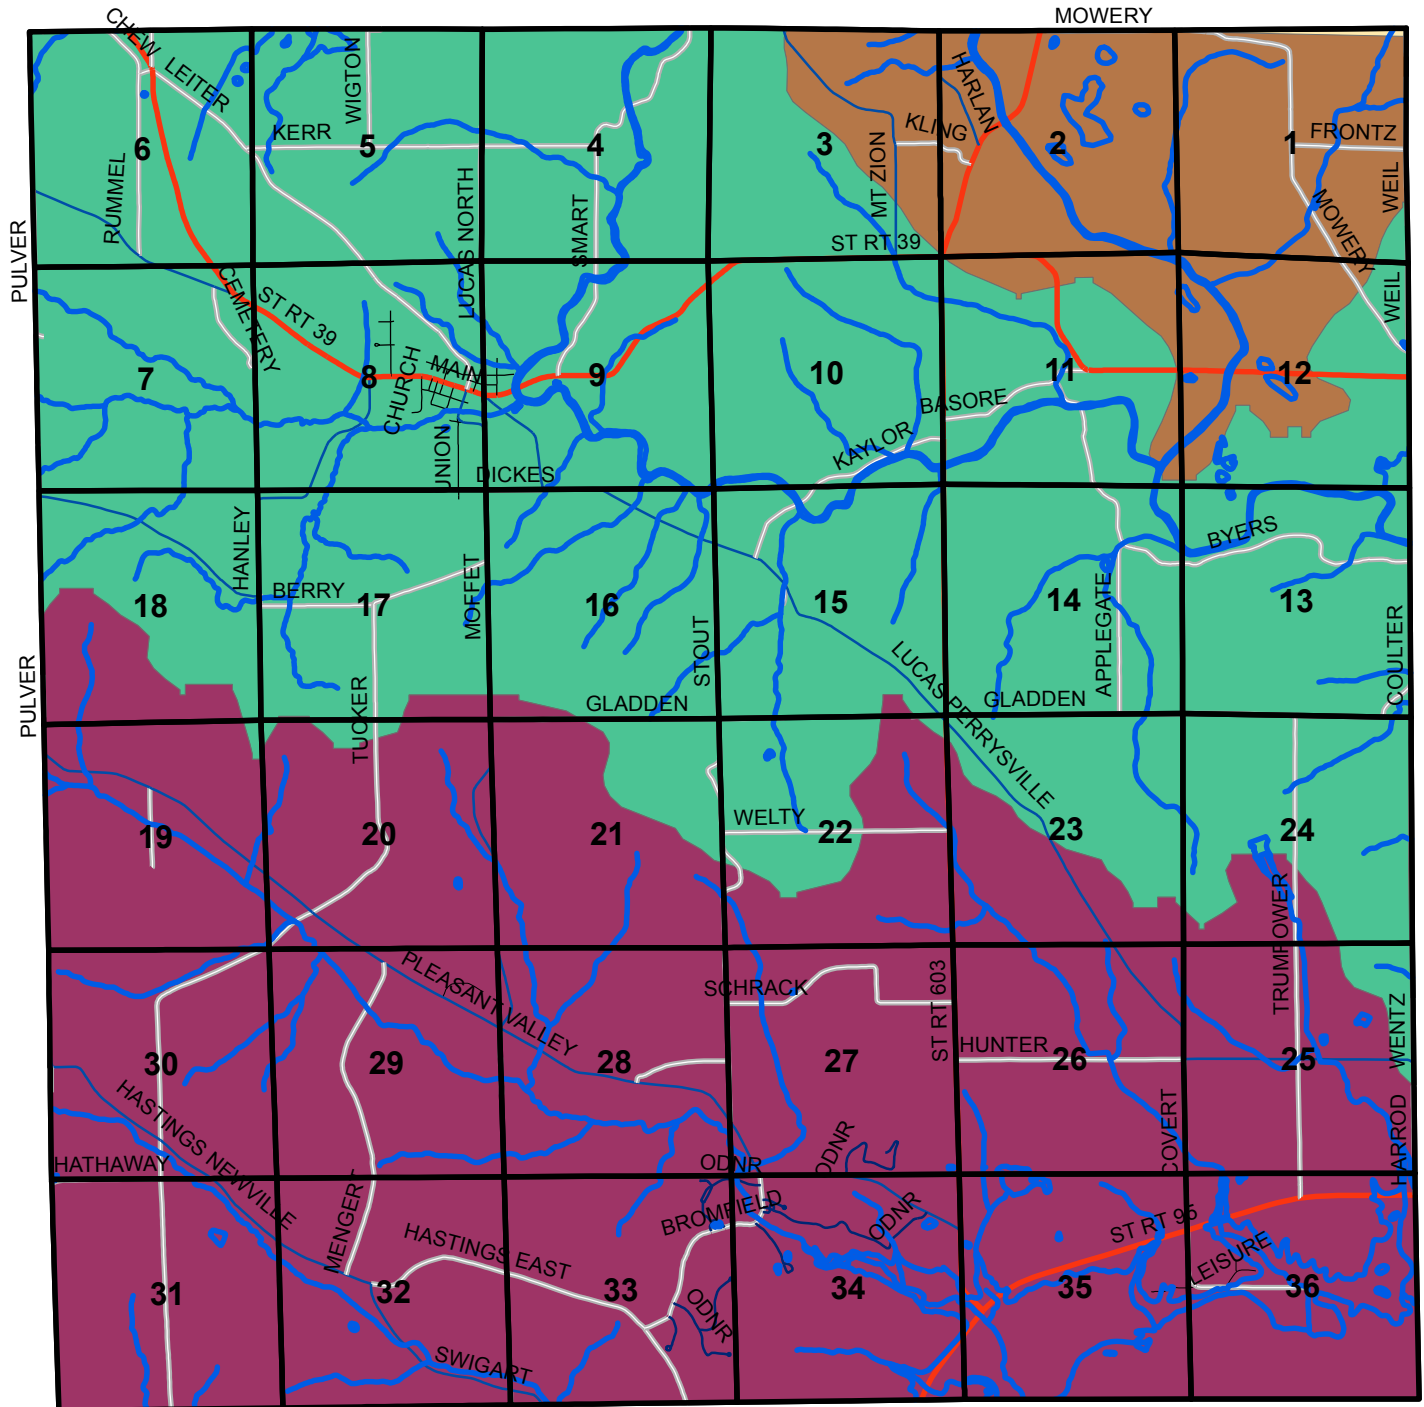 MOWERY
CHEW
LEITER
WIGTON
HARLAN
KERR
KLING
FRONTZ
6
5
4
3
2
1
RUMMEL
LUCAS NORTH
SMART
MT ZION
WEIL
MOWERY
PULVER
ST RT 39
CEMETERY
ST RT 39
WEIL
7
8
CHURCH
MAIN
9
10
11
12
BASORE
KAYLOR
UNION
DICKES
HANLEY
BYERS
BERRY
MOFFET
18
17
16
15
14
13
APPLEGATE
STOUT
COULTER
PULVER
TUCKER
GLADDEN
LUCAS PERRYSVILLE
GLADDEN
WELTY
19
20
21
22
23
24
TRUMPOWER
PLEASANT VALLEY
SCHRACK
ST RT 603
HUNTER
WENTZ
30
29
28
27
26
25
HASTINGS NEWVILLE
COVERT
HARROD
HATHAWAY
ODNR
ODNR
MENGERT
HASTINGS EAST
BROMFIELD
ODNR
ST RT 95
LEISURE
31
32
33
34
35
36
ODNR
SWIGART